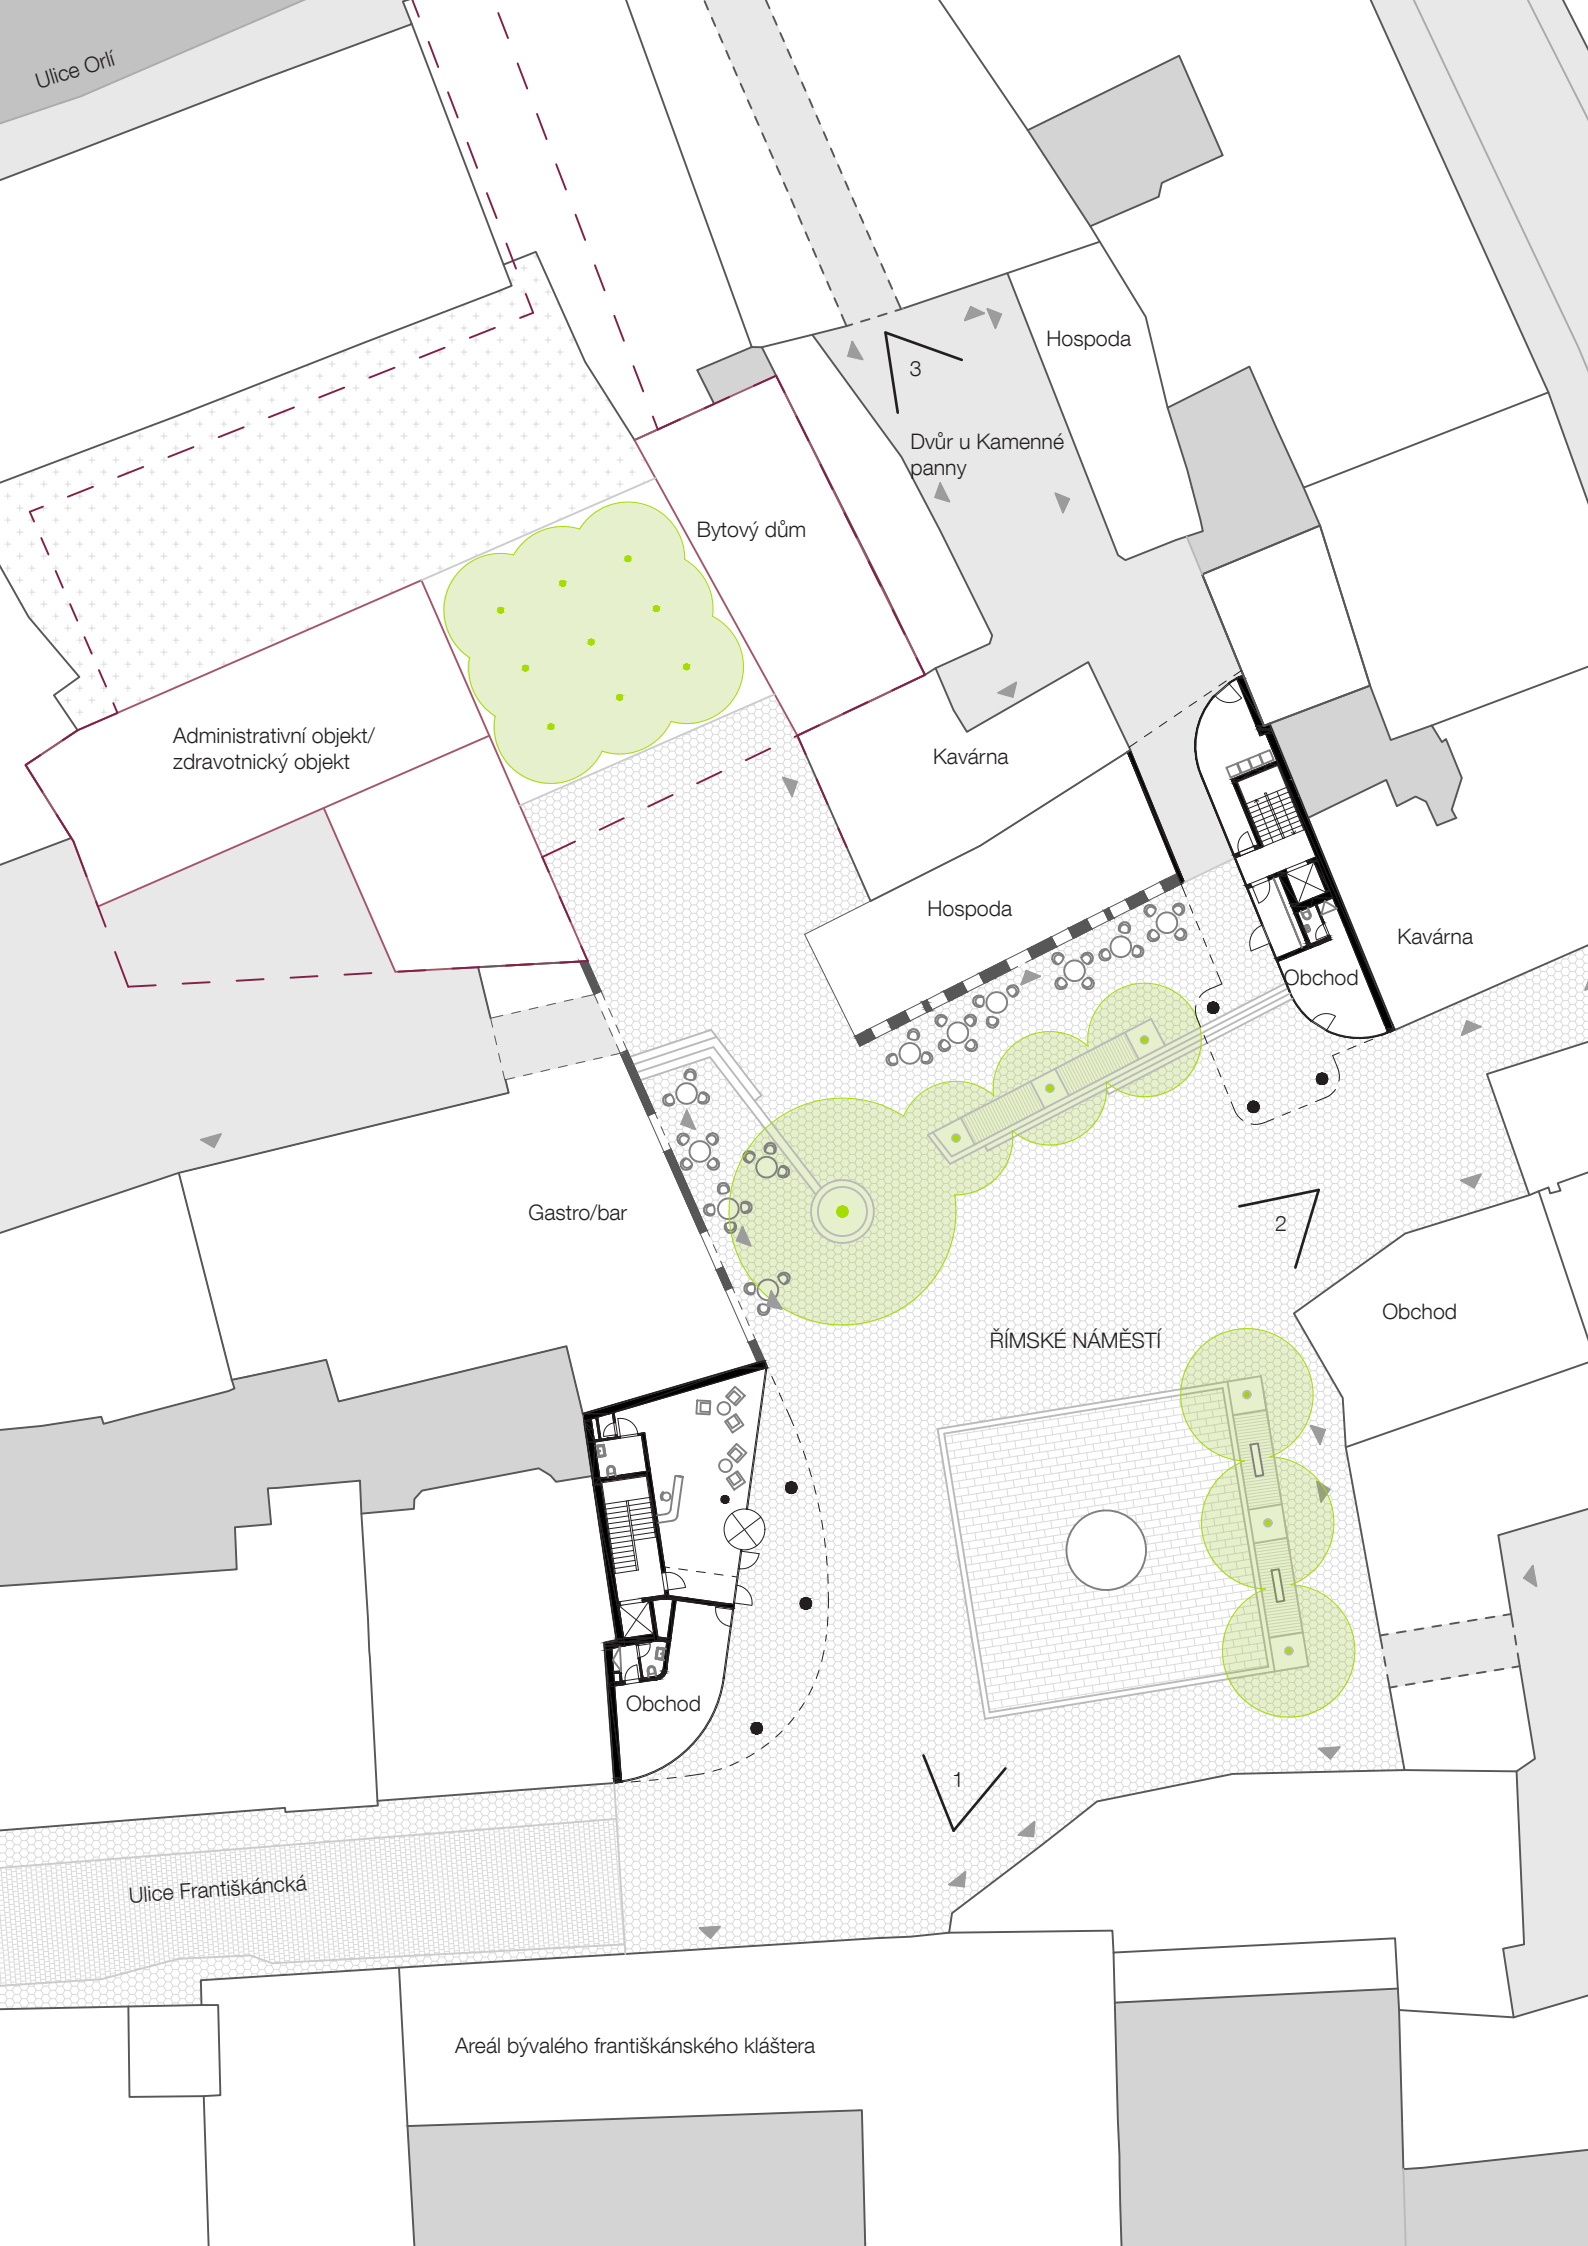 Ulice Orlí
Hospoda
3
Dvůr u Kamenné
panny
Bytový dům
Administrativní objekt/
zdravotnický objekt
Kavárna
Hospoda
Kavárna
Obchod
Gastro/bar
2
Obchod
ŘÍMSKÉ NÁMĚSTÍ
Obchod
1
Ulice Františkáncká
Areál bývalého františkánského kláštera